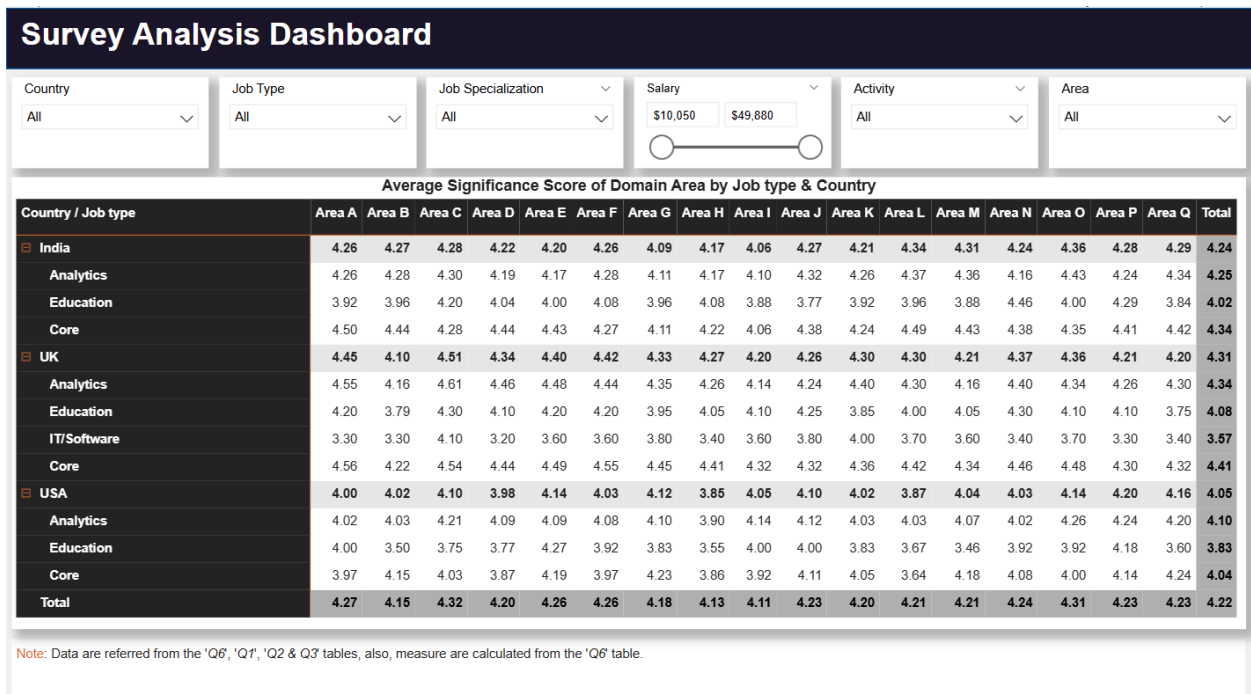 Survey Analysis Dashboard
Country Job Type Job Specialization Salary Activity Area
All All All $10,050 $49,880 All All
Average Significance Score of Domain Area by Job type & Country
Country / Job type Area A Area B Area C Area D Area E Area F Area G Area H Area I Area J Area K Area L Area M Area N Area O Area P Area Q Total
India 4.26 4.27 4.28 4.22 4.20 4.26 4.09 4.17 4.06 4.27 4.21 4.34 4.31 4.24 4.36 4.28 4.29 4.24
Analytics 4.26 4.28 4.30 4.19 4.17 4.28 4.11 4.17 4.10 4.32 4.26 4.37 4.36 4.16 4.43 4.24 4.34 4.25
Education 3.92 3.96 4.20 4.04 4.00 4.08 3.96 4.08 3.88 3.77 3.92 3.96 3.88 4.46 4.00 4.29 3.84 4.02
Core 4.50 4.44 4.28 4.44 4.43 4.27 4.11 4.22 4.06 4.38 4.24 4.49 4.43 4.38 4.35 4.41 4.42 4.34
UK 4.45 4.10 4.51 4.34 4.40 4.42 4.33 4.27 4.20 4.26 4.30 4.30 4.21 4.37 4.36 4.21 4.20 4.31
Analytics 4.55 4.16 4.61 4.46 4.48 4.44 4.35 4.26 4.14 4.24 4.40 4.30 4.16 4.40 4.34 4.26 4.30 4.34
Education 4.20 3.79 4.30 4.10 4.20 4.20 3.95 4.05 4.10 4.25 3.85 4.00 4.05 4.30 4.10 4.10 3.75 4.08
IT/Software 3.30 3.30 4.10 3.20 3.60 3.60 3.80 3.40 3.60 3.80 4.00 3.70 3.60 3.40 3.70 3.30 3.40 3.57
Core 4.56 4.22 4.54 4.44 4.49 4.55 4.45 4.41 4.32 4.32 4.36 4.42 4.34 4.46 4.48 4.30 4.32 4.41
USA 4.00 4.02 4.10 3.98 4.14 4.03 4.12 3.85 4.05 4.10 4.02 3.87 4.04 4.03 4.14 4.20 4.16 4.05
Analytics 4.02 4.03 4.21 4.09 4.09 4.08 4.10 3.90 4.14 4.12 4.03 4.03 4.07 4.02 4.26 4.24 4.20 4.10
Education 4.00 3.50 3.75 3.77 4.27 3.92 3.83 3.55 4.00 4.00 3.83 3.67 3.46 3.92 3.92 4.18 3.60 3.83
Core 3.97 4.15 4.03 3.87 4.19 3.97 4.23 3.86 3.92 4.11 4.05 3.64 4.18 4.08 4.00 4.14 4.24 4.04
Total 4.27 4.15 4.32 4.20 4.26 4.26 4.18 4.13 4.11 4.23 4.20 4.21 4.21 4.24 4.31 4.23 4.23 4.22
Note: Data are referred from the 'Q6', 'Q1', 'Q2 & Q3' tables, also, measure are calculated from the 'Q6' table.